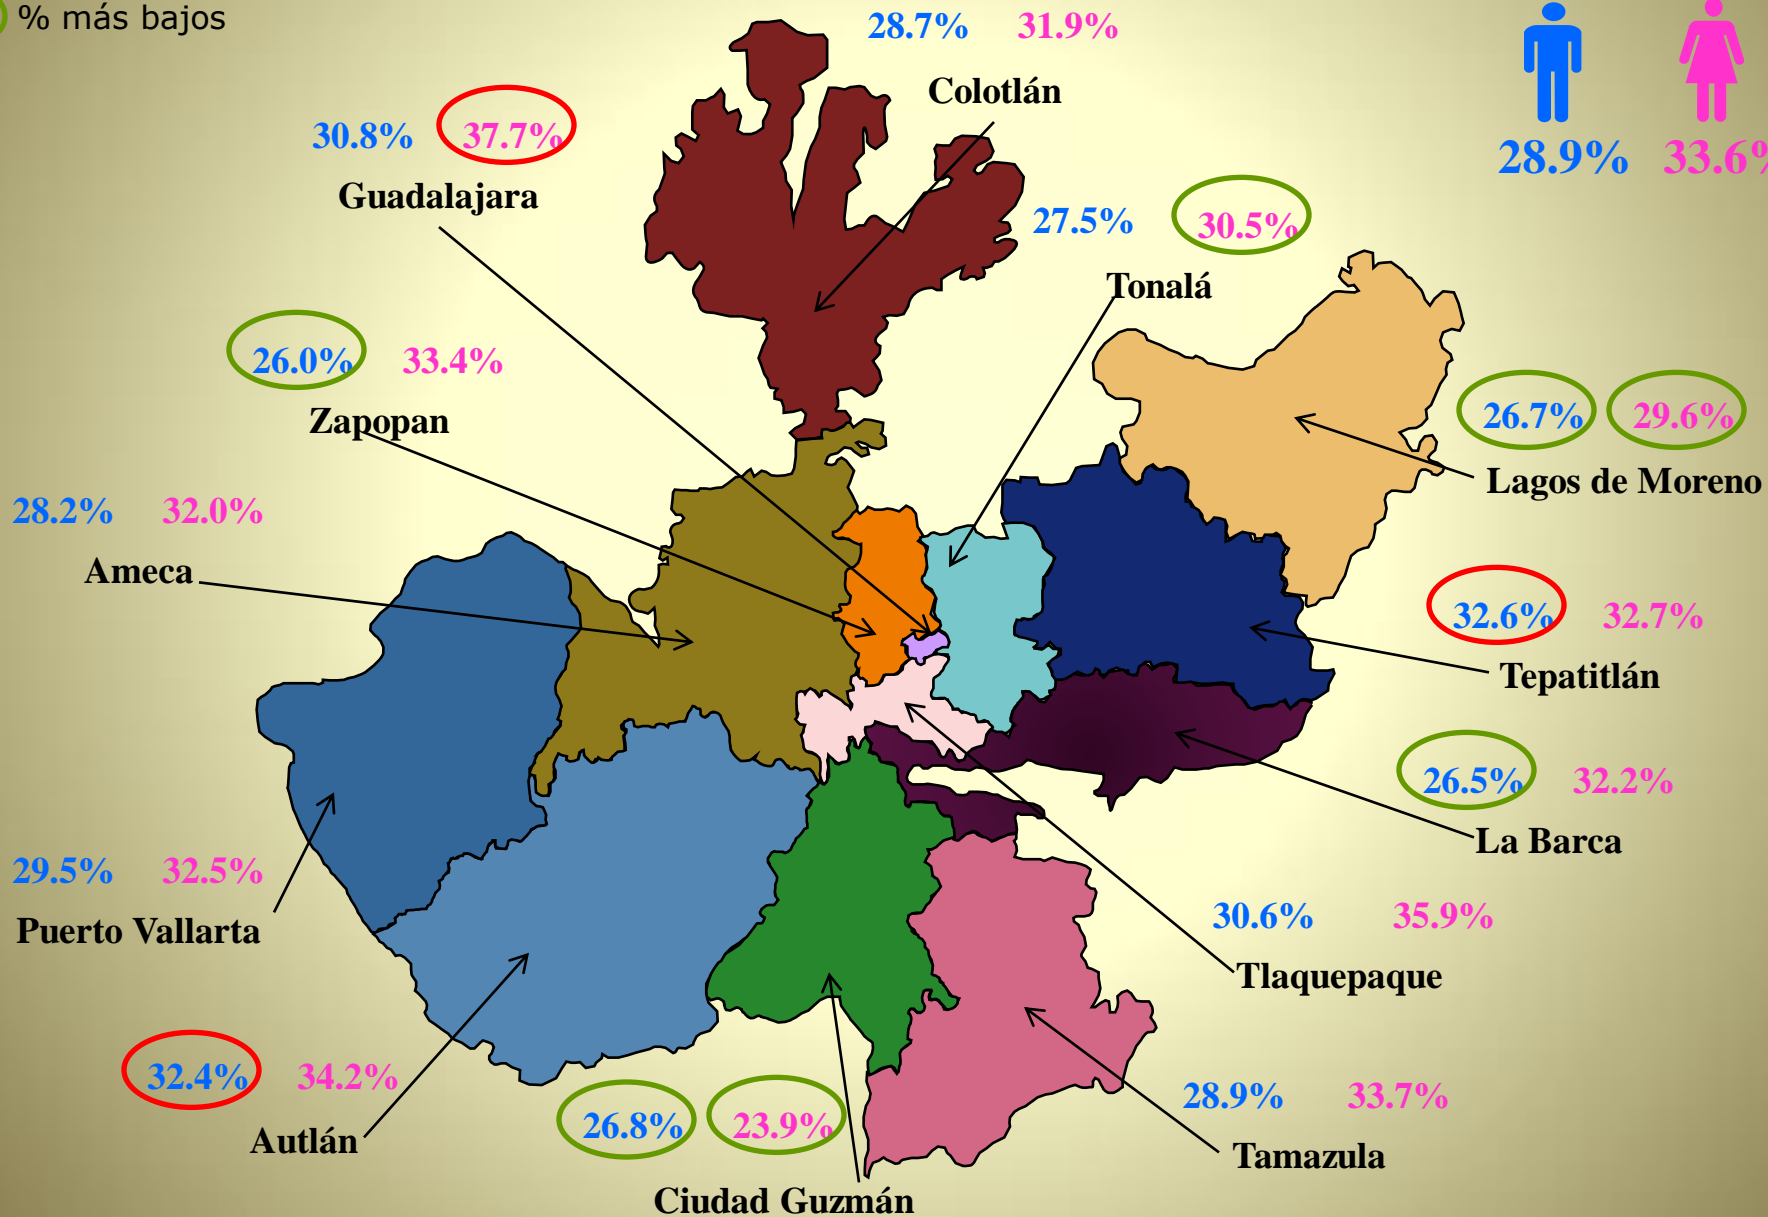 % más bajos
28.7% 31.9%
Colotlán
28.9% 33.6%
30.8% 37.7%
Guadalajara
27.5% 30.5%
Tonalá
26.0% 33.4%
Zapopan
26.7% 29.6%
Lagos de Moreno
28.2% 32.0%
Ameca
32.6% 32.7%
Tepatitlán
26.5% 32.2%
La Barca
29.5% 32.5%
Puerto Vallarta
30.6% 35.9%
Tlaquepaque
32.4% 34.2%
Autlán
26.8% 23.9%
Ciudad Guzmán
28.9% 33.7%
Tamazula